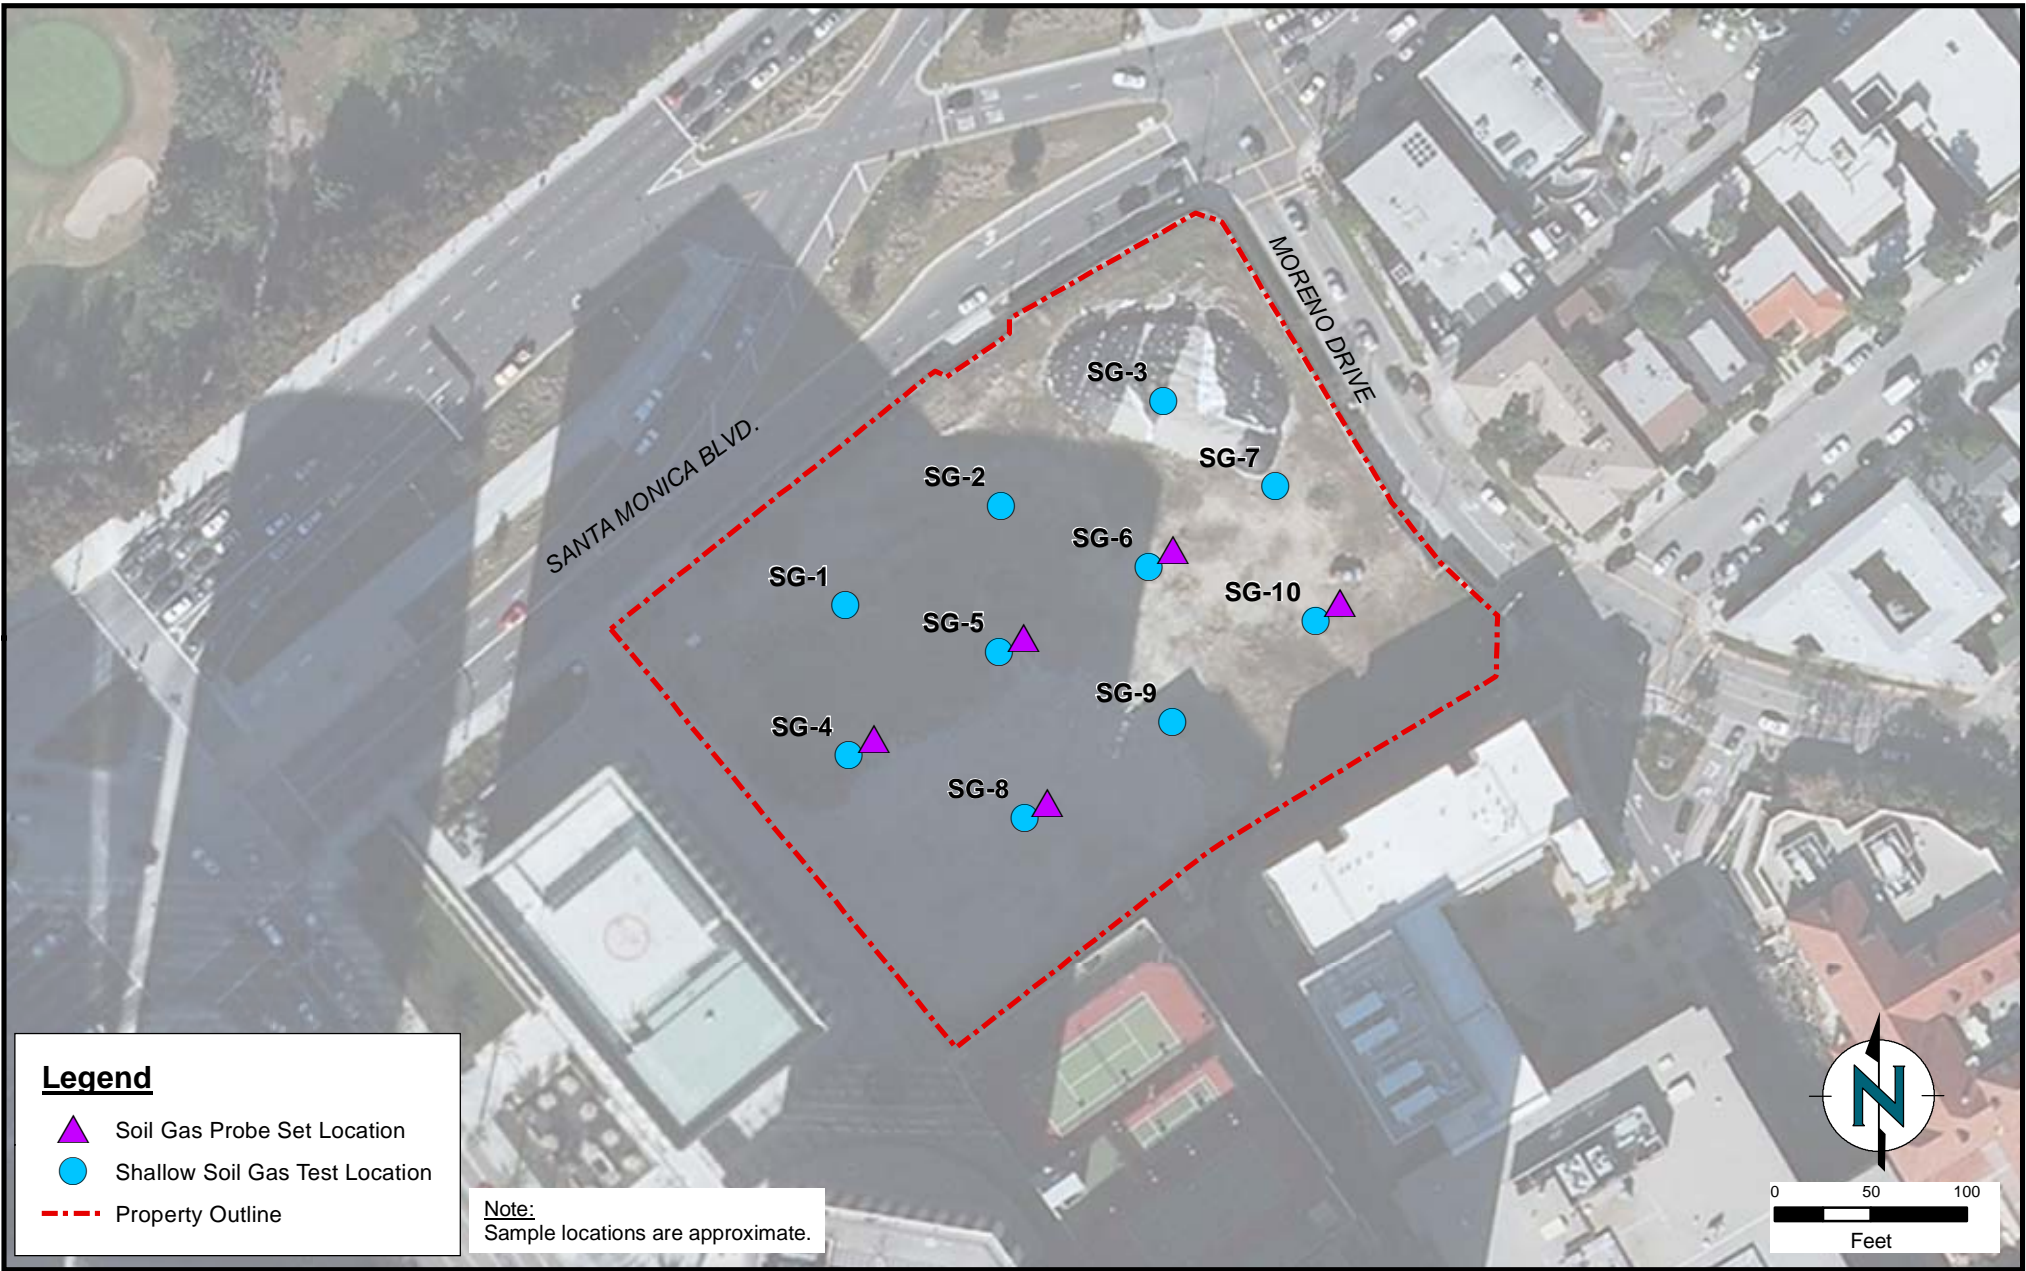 MORENO DRIVE
SG-3
SANTA MONICA BLVD.
SG-7
SG-2
SG-6
SG-1
SG-10
SG-5
SG-9
SG-4
SG-8
Legend
Soil Gas Probe Set Location
Shallow Soil Gas Test Location
Property Outline
Note:
Sample locations are approximate.
N
0 50 100
Feet